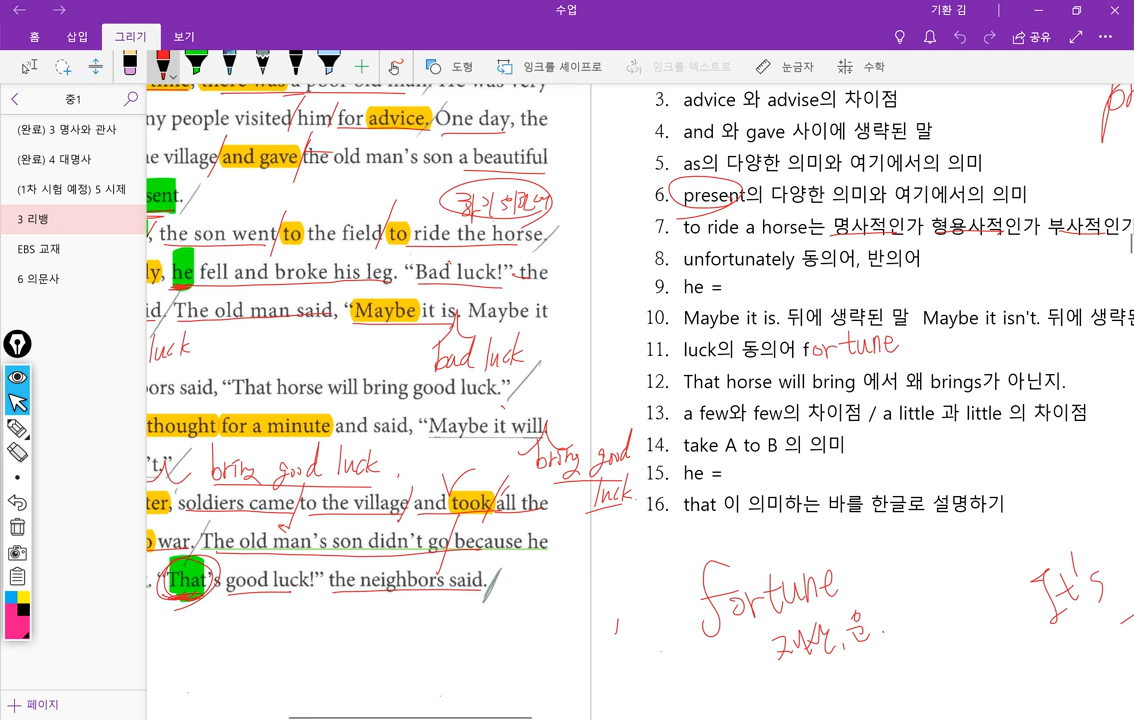 수업
기환 김
홈 삽입 그리기 보기
도형 잉크를 셰이프로 잉크를 텍스트로 눈금자 수학
공유
중1
(완료) 3 명사와 관사
(완료) 4 대명사
(1차 시험 예정) 5 시제
3 리뱅
EBS 교재
6 의문사
페이지
time, there was a poor old man. He was very
ny people visited him for advice. One day, the
e village and gave the old man's son a beautiful
sent.
, the son went to the field to ride the horse.
ly, he fell and broke his leg. “Bad luck!” the
id. The old man said, “Maybe it is. Maybe it
luck
bad luck
ors said, “That horse will bring good luck.”
thought for a minute and said, “Maybe it will.
't.”
bring good luck
bring good
luck.
ter, soldiers came to the village and took all the
o war. The old man's son didn't go because he
. “That's good luck!” the neighbors said.
3. advice 와 advise의 차이점
4. and 와 gave 사이에 생략된 말
5. as의 다양한 의미와 여기에서의 의미
6. present의 다양한 의미와 여기에서의 의미
7. to ride a horse는 명사적인가 형용사적인가 부사적인가
8. unfortunately 동의어, 반의어
9. he =
10. Maybe it is. 뒤에 생략된 말 Maybe it isn't. 뒤에 생략된
11. luck의 동의어 fortune
12. That horse will bring 에서 왜 brings가 아닌지.
13. a few와 few의 차이점 / a little 과 little 의 차이점
14. take A to B 의 의미
15. he =
16. that 이 의미하는 바를 한글로 설명하기
fortune
재산, 운.
It's